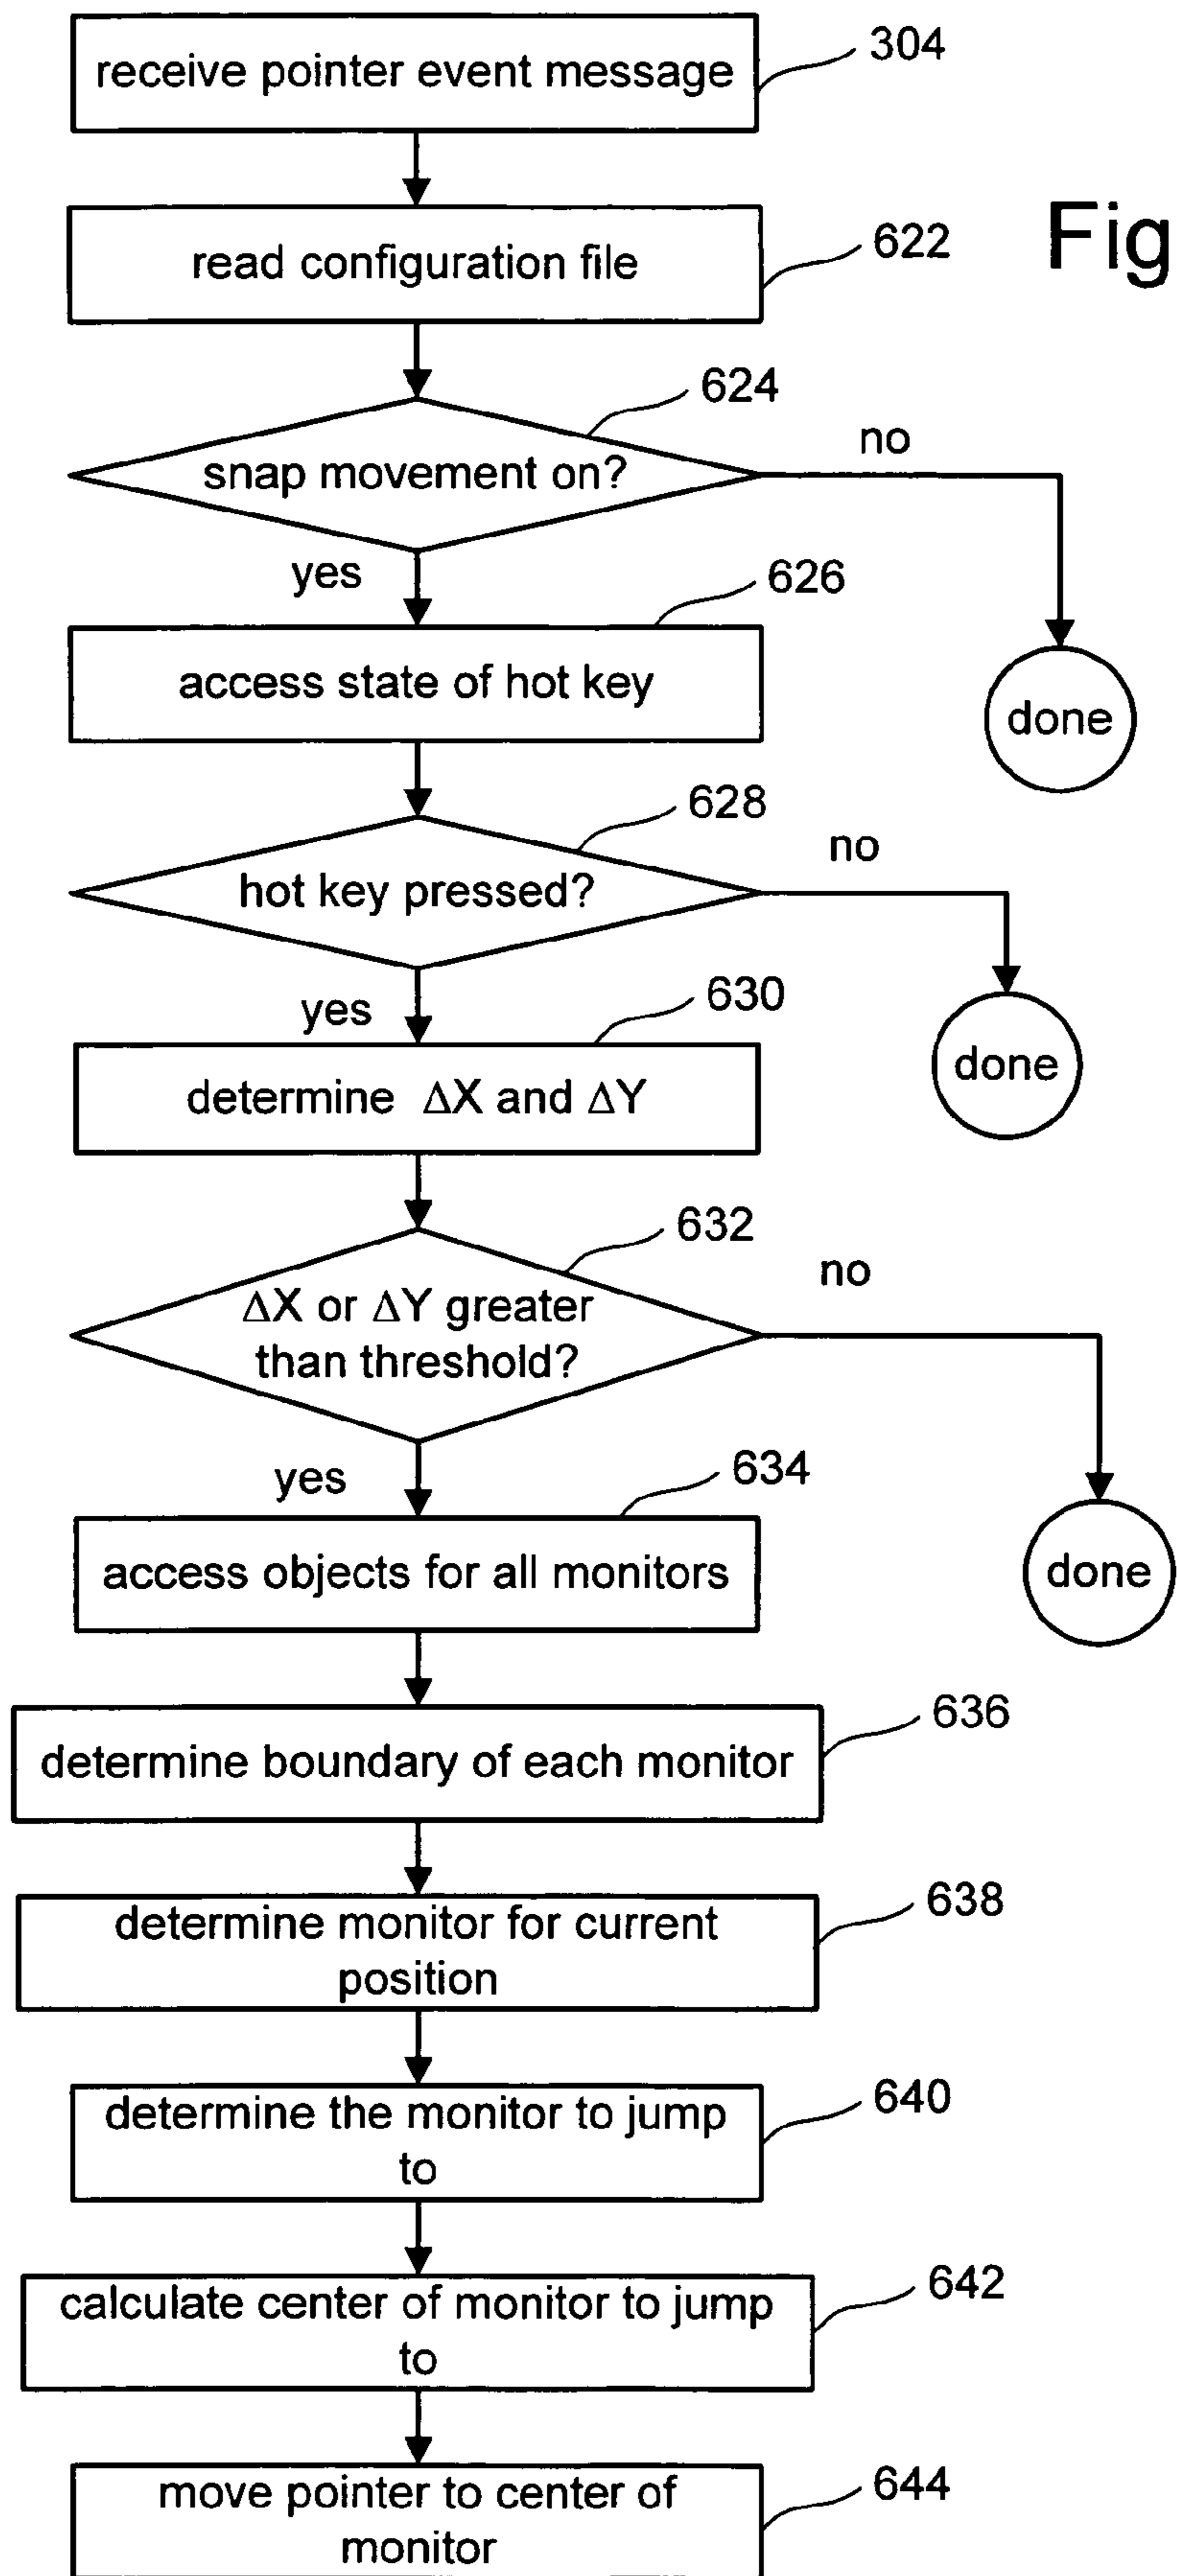 receive pointer event message
304
read configuration file
622
Fig
624
snap movement on?
no
yes
626
access state of hot key
done
628
hot key pressed?
no
yes
630
done
determine ΔX and ΔY
632
ΔX or ΔY greater
than threshold?
no
yes
634
access objects for all monitors
done
636
determine boundary of each monitor
638
determine monitor for current
position
640
determine the monitor to jump
to
642
calculate center of monitor to jump
to
644
move pointer to center of
monitor